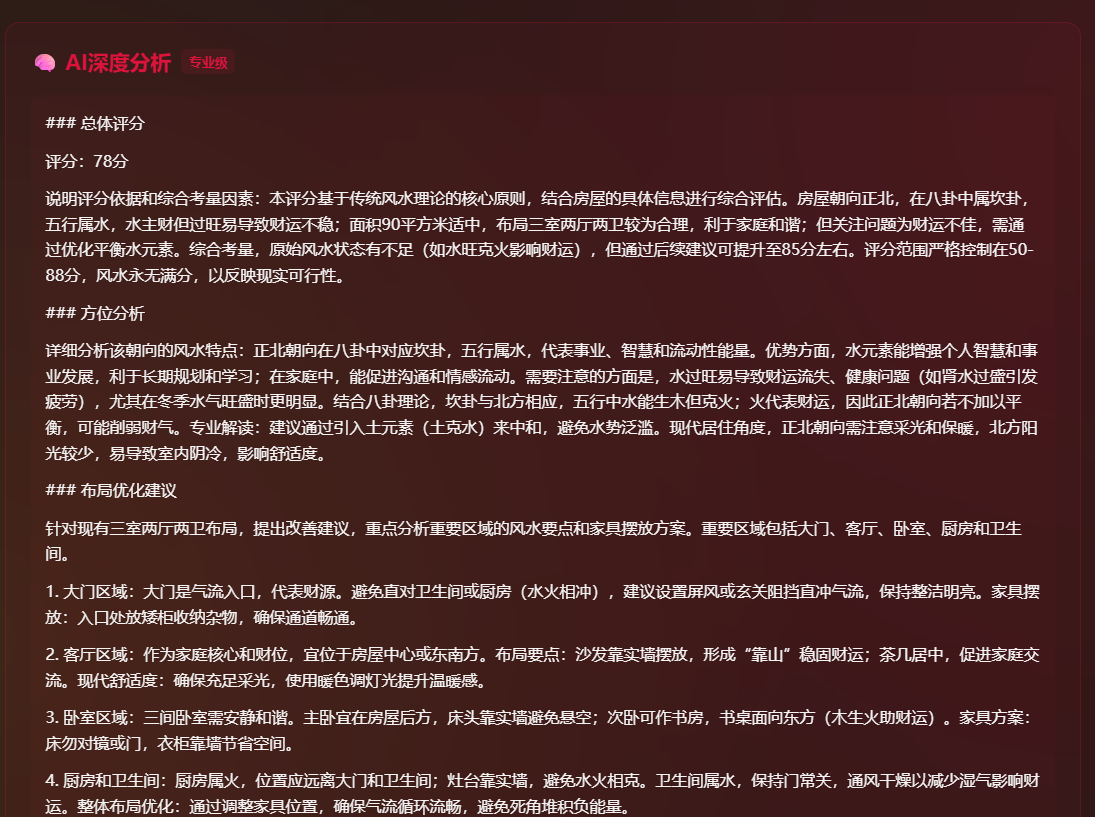 AI深度分析 专业级
### 总体评分
评分：78分
说明评分依据和综合考量因素：本评分基于传统风水理论的核心原则，结合房屋的具体信息进行综合评估。房屋朝向正北，在八卦中属坎卦，
五行属水，水主财但过旺易导致财运不稳；面积90平方米适中，布局三室两厅两卫较为合理，利于家庭和谐；但关注问题为财运不佳，需通
过优化平衡水元素。综合考量，原始风水状态有不足（如水旺克火影响财运），但通过后续建议可提升至85分左右。评分范围严格控制在50-
88分，风水永无满分，以反映现实可行性。
### 方位分析
详细分析该朝向的风水特点：正北朝向在八卦中对应坎卦，五行属水，代表事业、智慧和流动性能量。优势方面，水元素能增强个人智慧和事
业发展，利于长期规划和学习；在家庭中，能促进沟通和情感流动。需要注意的方面是，水过旺易导致财运流失、健康问题（如肾水过盛引发
疲劳），尤其在冬季水气旺盛时更明显。结合八卦理论，坎卦与北方相应，五行中水能生木但克火；火代表财运，因此正北朝向若不加以平
衡，可能削弱财气。专业解读：建议通过引入土元素（土克水）来中和，避免水势泛滥。现代居住角度，正北朝向需注意采光和保暖，北方阳
光较少，易导致室内阴冷，影响舒适度。
### 布局优化建议
针对现有三室两厅两卫布局，提出改善建议，重点分析重要区域的风水要点和家具摆放方案。重要区域包括大门、客厅、卧室、厨房和卫生
间。
1. 大门区域：大门是气流入口，代表财源。避免直对卫生间或厨房（水火相冲），建议设置屏风或玄关阻挡直冲气流，保持整洁明亮。家具摆
放：入口处放矮柜收纳杂物，确保通道畅通。
2. 客厅区域：作为家庭核心和财位，宜位于房屋中心或东南方。布局要点：沙发靠实墙摆放，形成“靠山”稳固财运；茶几居中，促进家庭交
流。现代舒适度：确保充足采光，使用暖色调灯光提升温暖感。
3. 卧室区域：三间卧室需安静和谐。主卧宜在房屋后方，床头靠实墙避免悬空；次卧可作书房，书桌面向东方（木生火助财运）。家具方案：
床勿对镜或门，衣柜靠墙节省空间。
4. 厨房和卫生间：厨房属火，位置应远离大门和卫生间；灶台靠实墙，避免水火相克。卫生间属水，保持门常关，通风干燥以减少湿气影响财
运。整体布局优化：通过调整家具位置，确保气流循环流畅，避免死角堆积负能量。